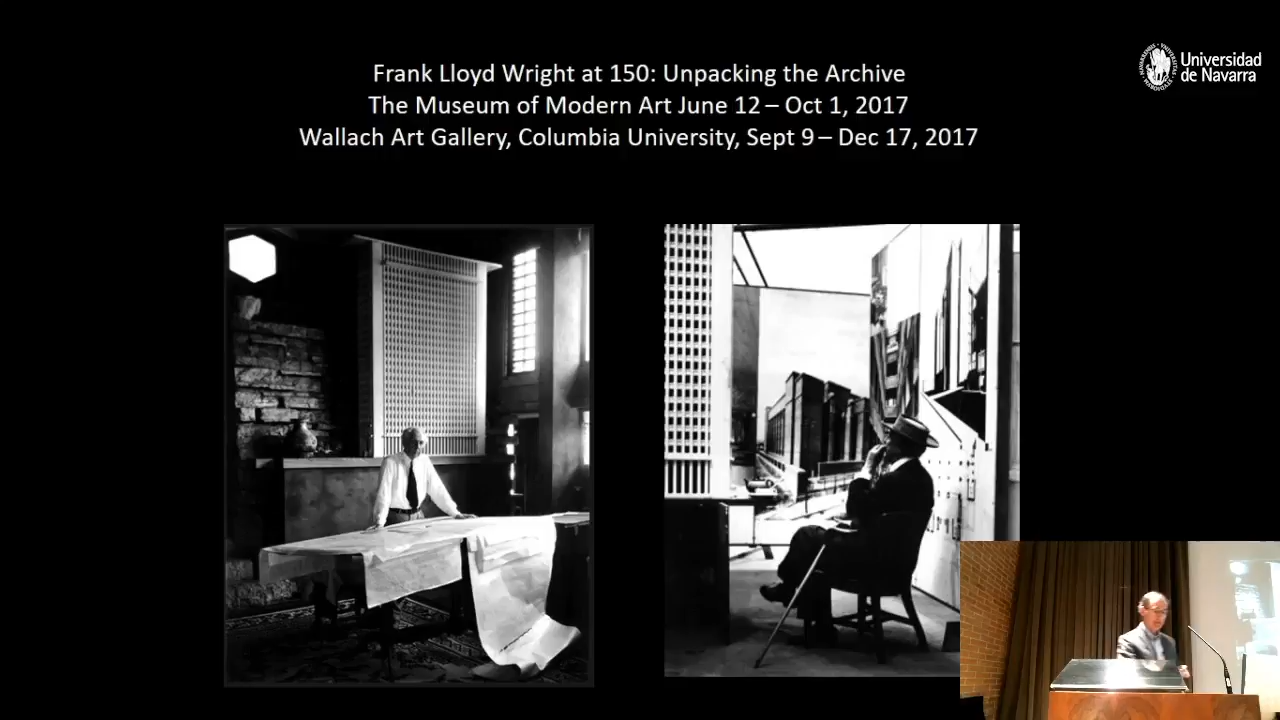 Frank Lloyd Wright at 150: Unpacking the Archive
The Museum of Modern Art June 12 – Oct 1, 2017
Wallach Art Gallery, Columbia University, Sept 9 – Dec 17, 2017
Universidad
de Navarra